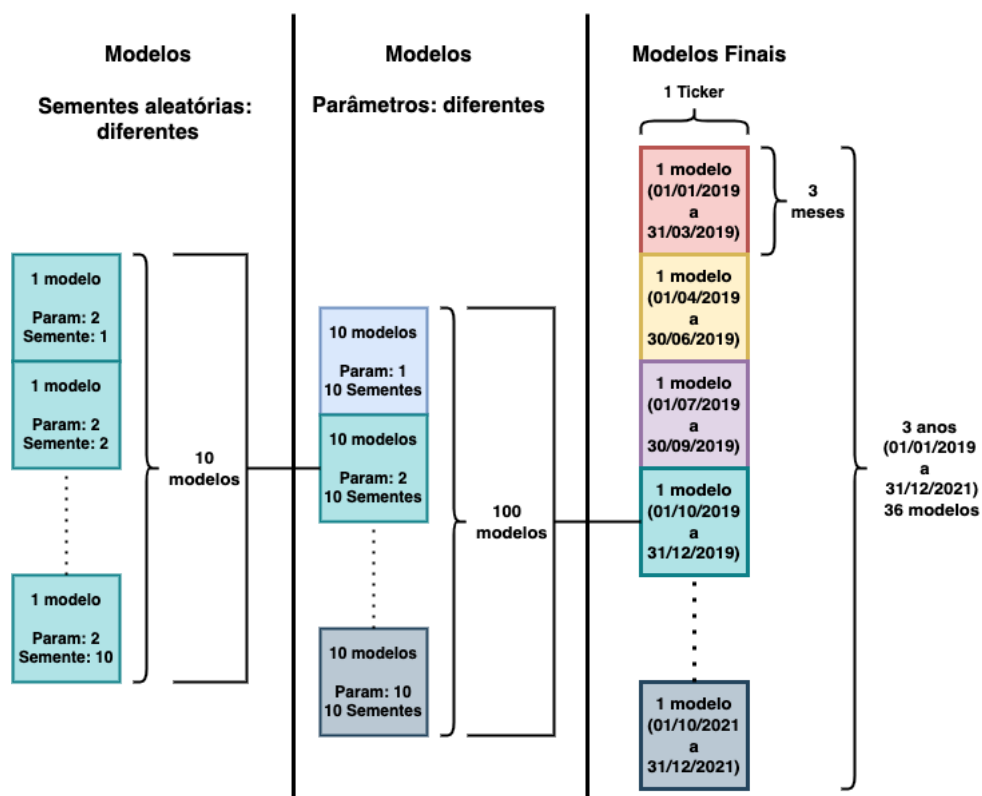 Modelos
Sementes aleatórias:
diferentes
1 modelo
Param: 2
Semente: 1
1 modelo
Param: 2
Semente: 2
1 modelo
Param: 2
Semente: 10
10
modelos
Modelos
Parâmetros: diferentes
10 modelos
Param: 1
10 Sementes
10 modelos
Param: 2
10 Sementes
10 modelos
Param: 10
10 Sementes
100
modelos
Modelos Finais
1 Ticker
1 modelo
(01/01/2019
a
31/03/2019)
3
meses
1 modelo
(01/04/2019
a
30/06/2019)
1 modelo
(01/07/2019
a
30/09/2019)
1 modelo
(01/10/2019
a
31/12/2019)
1 modelo
(01/10/2021
a
31/12/2021)
3 anos
(01/01/2019
a
31/12/2021)
36 modelos